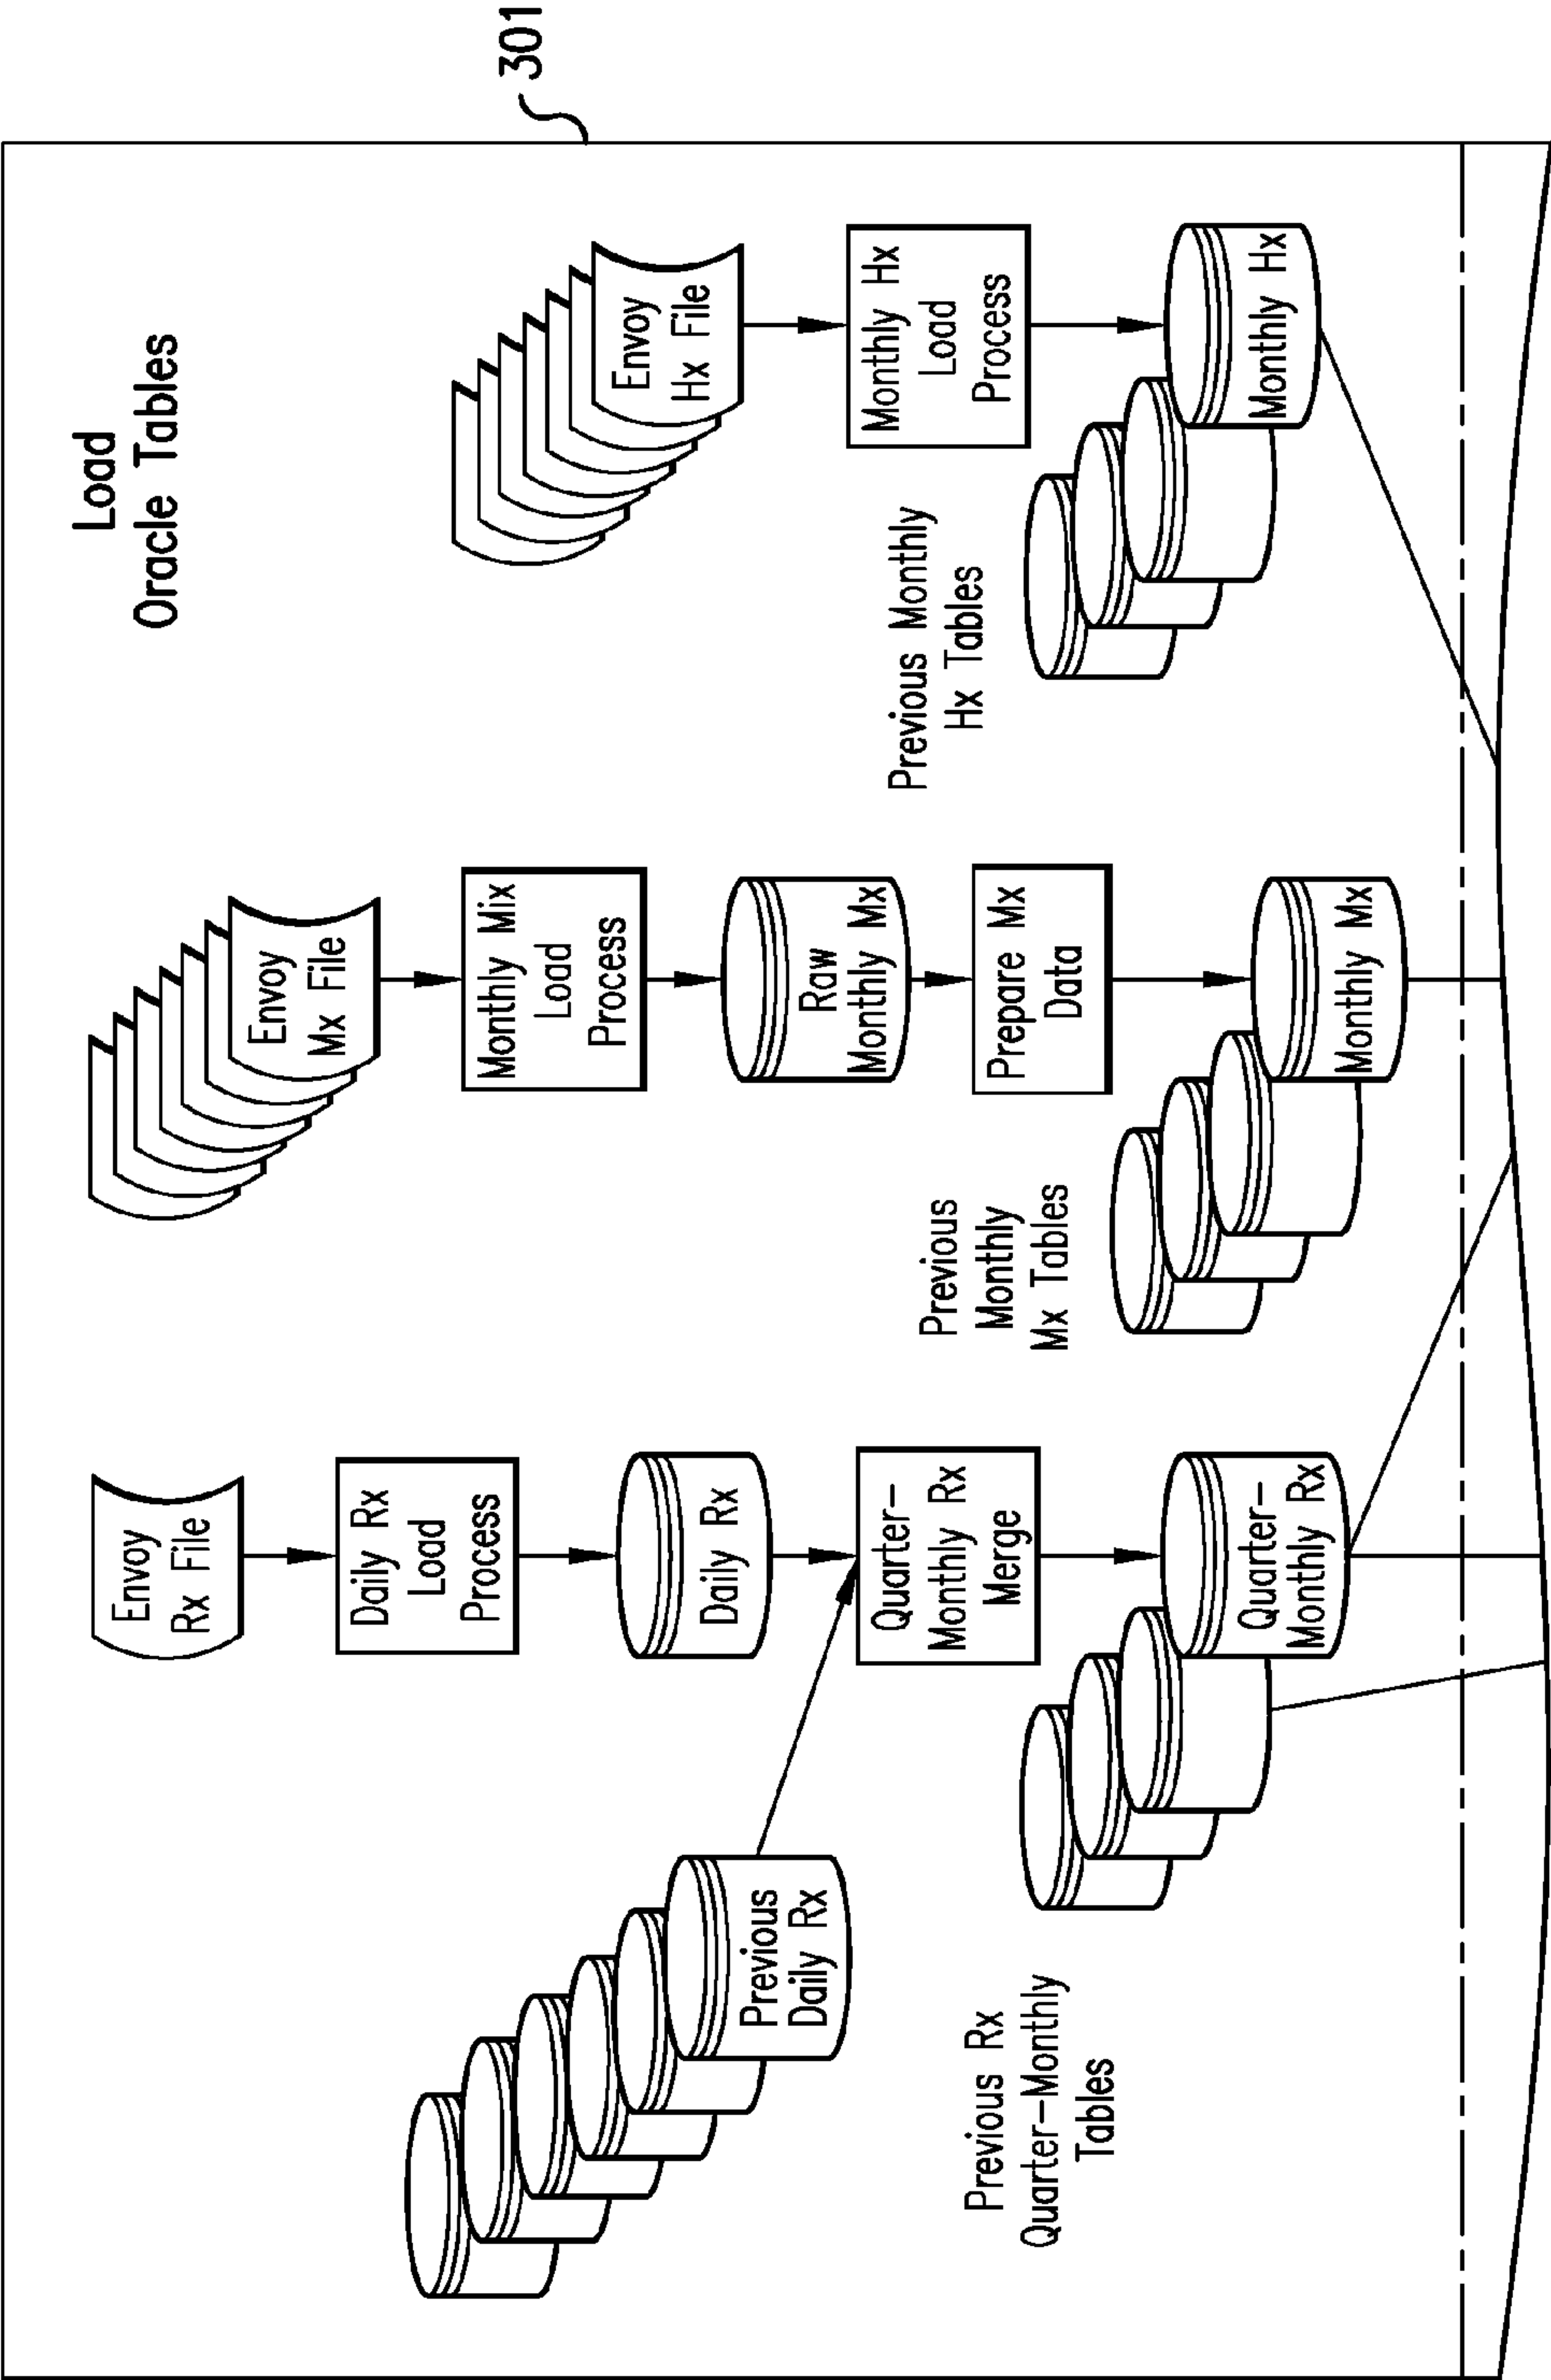 Load
Oracle Tables
301
Envoy
Rx File
Daily Rx
Load
Process
Daily Rx
Previous
Daily Rx
Quarter-
Monthly Rx
Merge
Previous Rx
Quarter-Monthly
Tables
Quarter-
Monthly Rx
Envoy
Mx File
Monthly Mix
Load
Process
Raw
Monthly Mx
Prepare Mx
Data
Previous
Monthly
Mx Tables
Monthly Mx
Envoy
Hx File
Monthly Hx
Load
Process
Previous Monthly
Hx Tables
Monthly Hx